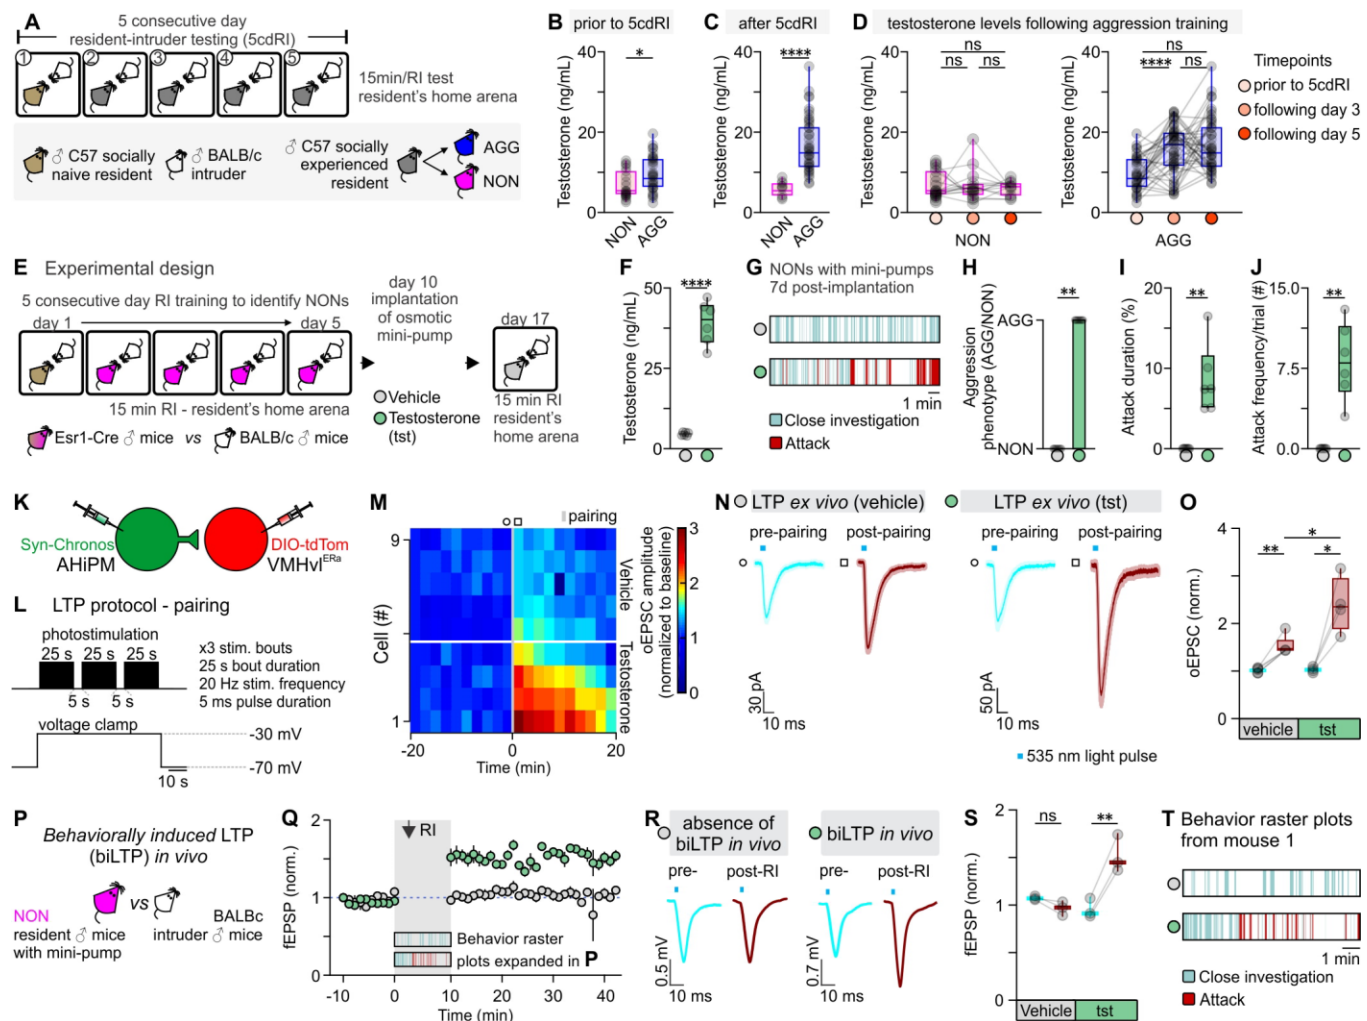 A
5 consecutive day
resident-intruder testing (5cdRI)
1 2 3 4 5
15min/RI test
resident's home arena
♂ C57 socially
naive resident
♂ BALB/c
intruder
♂ C57 socially
experienced
resident
AGG
NON
B prior to 5cdRI
Testosterone (ng/mL)
40
20
0
*
NON AGG
C after 5cdRI
Testosterone (ng/mL)
40
20
0
****
NON AGG
D testosterone levels following aggression training
Testosterone (ng/mL)
40
20
0
ns
ns ns
NON
Testosterone (ng/mL)
40
20
0
ns
**** ns
AGG
Timepoints
prior to 5cdRI
following day 3
following day 5
E Experimental design
5 consecutive day RI training to identify NONs
day 1 day 5
15 min RI - resident's home arena
Esr1-Cre ♂ mice vs BALB/c ♂ mice
day 10
implantation
of osmotic
mini-pump
Vehicle
Testosterone
(tst)
day 17
15 min RI
resident's
home arena
F
Testosterone (ng/mL)
50
25
0
****
G NONs with mini-pumps
7d post-implantation
1 min
Close investigation
Attack
H
Aggression
phenotype (AGG/NON)
AGG
NON
**
I
Attack duration (%)
20
10
0
**
J
Attack frequency/trial (#)
15.0
7.5
0.0
**
K
Syn-Chronos
AHiPM
DIO-tdTom
VMHvlERa
L LTP protocol - pairing
photostimulation
25 s 25 s 25 s
5 s 5 s
x3 stim. bouts
25 s bout duration
20 Hz stim. frequency
5 ms pulse duration
voltage clamp
-30 mV
-70 mV
10 s
M
pairing
Cell (#)
9
1
Vehicle
Testosterone
-20 0 20
Time (min)
oEPSC amplitude
(normalized to baseline)
3
2
1
0
N LTP ex vivo (vehicle)
pre-pairing post-pairing
30 pA
10 ms
LTP ex vivo (tst)
pre-pairing post-pairing
50 pA
10 ms
535 nm light pulse
O
oEPSC (norm.)
4
2
1
0
*
** *
vehicle tst
P
Behaviorally induced LTP
(biLTP) in vivo
vs
NON
resident ♂ mice
with mini-pump
BALBc
intruder ♂ mice
Q
fEPSP (norm.)
2
1
0
RI
Behavior raster
plots expanded in P
-10 0 10 20 30 40
Time (min)
R absence of
biLTP in vivo
pre- post-RI
0.5 mV
10 ms
biLTP in vivo
pre- post-RI
0.7 mV
10 ms
S
fEPSP (norm.)
2
1
0
ns **
Vehicle tst
T Behavior raster plots
from mouse 1
1 min
Close investigation
Attack